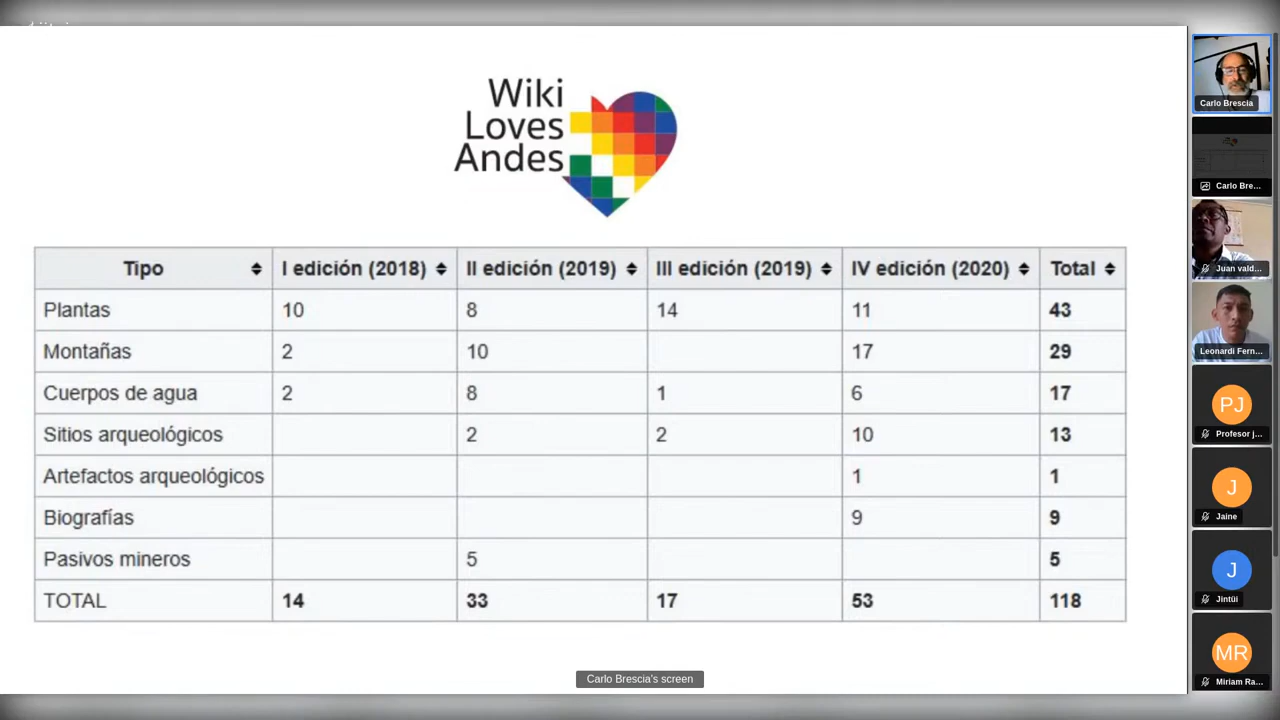 Wiki
Loves
Andes
Tipo I edición (2018) II edición (2019) III edición (2019) IV edición (2020) Total
Plantas 10 8 14 11 43
Montañas 2 10 17 29
Cuerpos de agua 2 8 1 6 17
Sitios arqueológicos 2 2 10 13
Artefactos arqueológicos 1 1
Biografías 9 9
Pasivos mineros 5 5
TOTAL 14 33 17 53 118
Carlo Brescia's screen
Carlo Brescia
Carlo Bre...
Juan vald...
Leonardi Fern...
PJ
Profesor j...
J
Jaine
J
Jintüi
MR
Miriam Ra...